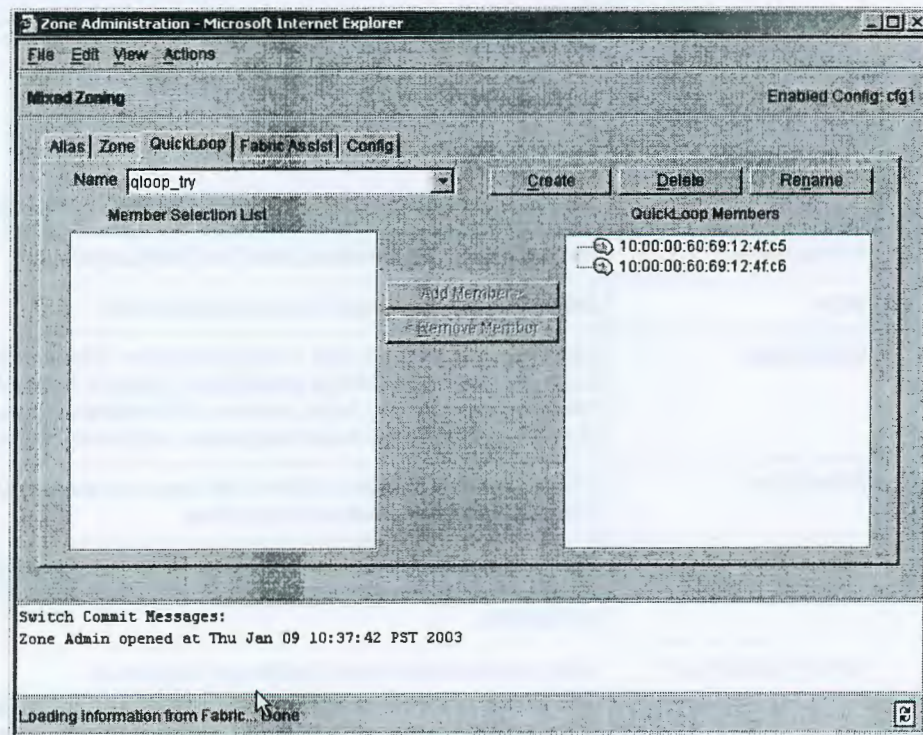 Zone Administration - Microsoft Internet Explorer
File Edit View Actions
Mixed Zoning
Enabled Config: cfg1
Alias Zone QuickLoop Fabric Assist Config
Name qloop_try
Create Delete Rename
Member Selection List
QuickLoop Members
10:00:00:60:69:12:4f:c5
10:00:00:60:69:12:4f:c6
Add Member >
< Remove Member
Switch Commit Messages:
Zone Admin opened at Thu Jan 09 10:37:42 PST 2003
Loading information from Fabric... Done